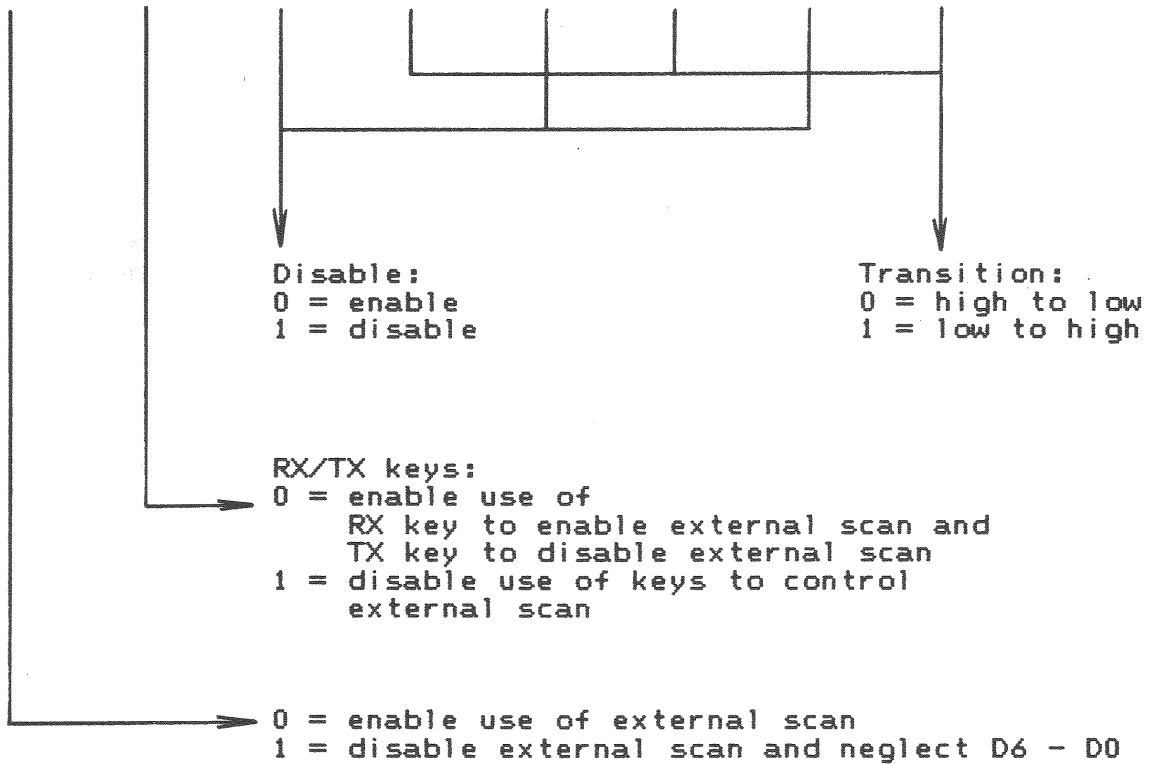 Disable:
0 = enable
1 = disable
Transition:
0 = high to low
1 = low to high
RX/TX keys:
0 = enable use of
RX key to enable external scan and
TX key to disable external scan
1 = disable use of keys to control
external scan
0 = enable use of external scan
1 = disable external scan and neglect D6 - D0